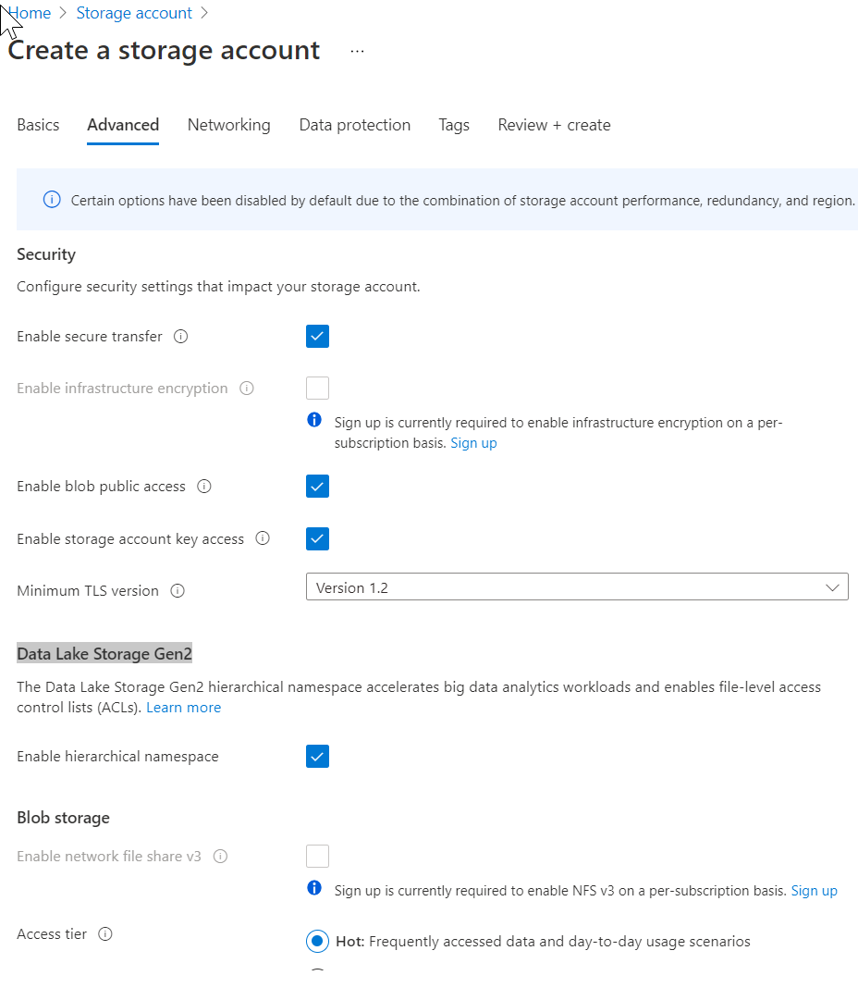 Home > Storage account >
Create a storage account ...
Basics Advanced Networking Data protection Tags Review + create
Certain options have been disabled by default due to the combination of storage account performance, redundancy, and region.
Security
Configure security settings that impact your storage account.
Enable secure transfer
Enable infrastructure encryption
Sign up is currently required to enable infrastructure encryption on a per-
subscription basis. Sign up
Enable blob public access
Enable storage account key access
Minimum TLS version Version 1.2
Data Lake Storage Gen2
The Data Lake Storage Gen2 hierarchical namespace accelerates big data analytics workloads and enables file-level access
control lists (ACLs). Learn more
Enable hierarchical namespace
Blob storage
Enable network file share v3
Sign up is currently required to enable NFS v3 on a per-subscription basis. Sign up
Access tier Hot: Frequently accessed data and day-to-day usage scenarios